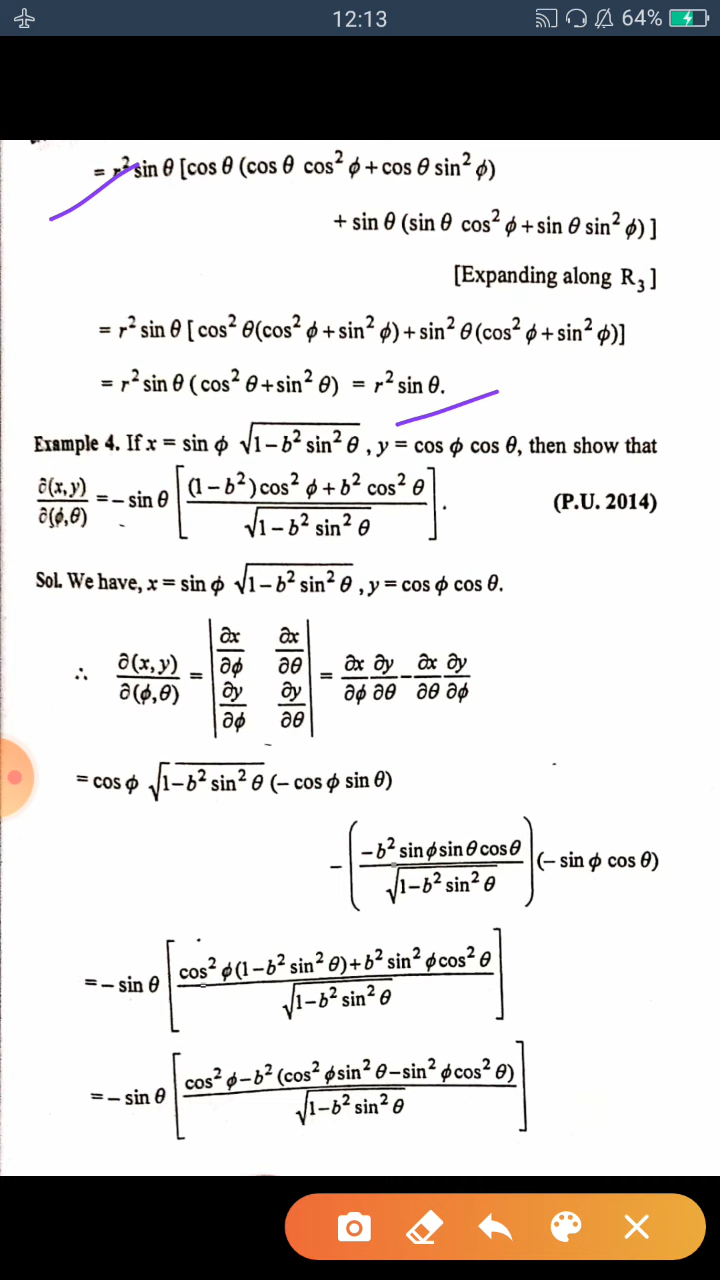 12:13 64%
= r² sin θ [cos θ (cos θ cos² ϕ + cos θ sin² ϕ)
+ sin θ (sin θ cos² ϕ + sin θ sin² ϕ) ]
[Expanding along R₃]
= r² sin θ [ cos² θ(cos² ϕ + sin² ϕ) + sin² θ (cos² ϕ + sin² ϕ)]
= r² sin θ ( cos² θ + sin² θ) = r² sin θ.
Example 4. If x = sin ϕ √(1 – b² sin² θ) , y = cos ϕ cos θ, then show that
∂(x,y)/∂(ϕ,θ) = – sin θ [((1 – b²) cos² ϕ + b² cos² θ)/√(1 – b² sin² θ)]. (P.U. 2014)
Sol. We have, x = sin ϕ √(1 – b² sin² θ) , y = cos ϕ cos θ.
∴ ∂(x,y)/∂(ϕ,θ) = |∂x/∂ϕ ∂x/∂θ; ∂y/∂ϕ ∂y/∂θ| = ∂x/∂ϕ ∂y/∂θ – ∂x/∂θ ∂y/∂ϕ
= cos ϕ √(1 – b² sin² θ) (– cos ϕ sin θ)
– ((– b² sin ϕ sin θ cos θ)/√(1 – b² sin² θ)) (– sin ϕ cos θ)
= – sin θ [(cos² ϕ (1 – b² sin² θ) + b² sin² ϕ cos² θ)/√(1 – b² sin² θ)]
= – sin θ [(cos² ϕ – b² (cos² ϕ sin² θ – sin² ϕ cos² θ))/√(1 – b² sin² θ)]